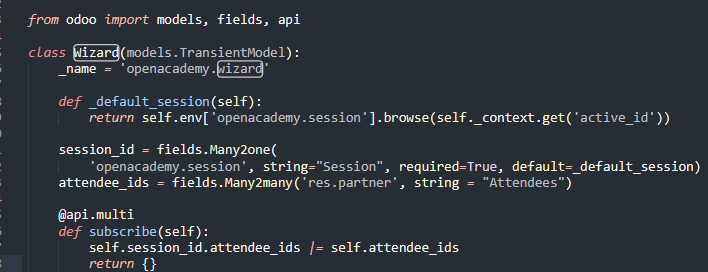 from odoo import models, fields, api
class Wizard(models.TransientModel):
_name = 'openacademy.wizard'
def _default_session(self):
return self.env['openacademy.session'].browse(self._context.get('active_id'))
session_id = fields.Many2one(
'openacademy.session', string="Session", required=True, default=_default_session)
attendee_ids = fields.Many2many('res.partner', string = "Attendees")
@api.multi
def subscribe(self):
self.session_id.attendee_ids |= self.attendee_ids
return {}